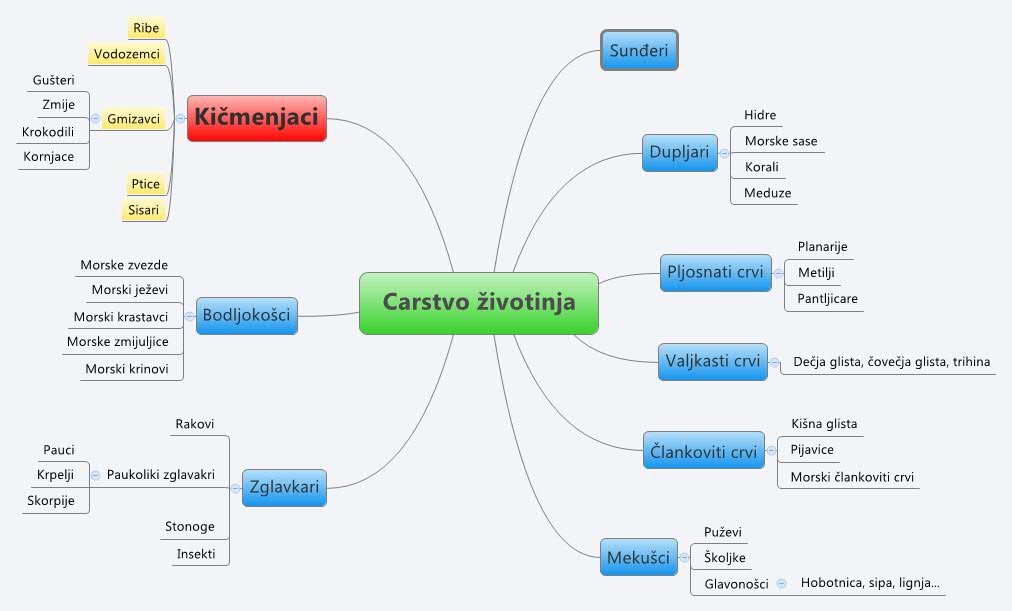 Carstvo životinja
Sunđeri
Dupljari
Hidre
Morske sase
Korali
Meduze
Pljosnati crvi
Planarije
Metilji
Pantljicare
Valjkasti crvi
Dečja glista, čovečja glista, trihina
Člankoviti crvi
Kišna glista
Pijavice
Morski člankoviti crvi
Mekušci
Puževi
Školjke
Glavonošci
Hobotnica, sipa, lignja...
Kičmenjaci
Ribe
Vodozemci
Gmizavci
Gušteri
Zmije
Krokodili
Kornjace
Ptice
Sisari
Bodljokošci
Morske zvezde
Morski ježevi
Morski krastavci
Morske zmijuljice
Morski krinovi
Zglavkari
Rakovi
Paukoliki zglavakri
Pauci
Krpelji
Skorpije
Stonoge
Insekti